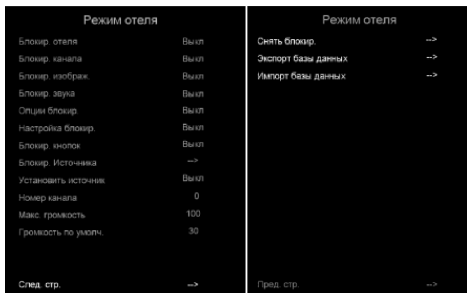 Режим отеля
Блокир. отеля Выкл
Блокир. канала Выкл
Блокир. изображ. Выкл
Блокир. звука Выкл
Опции блокир. Выкл
Настройка блокир. Выкл
Блокир. кнопок Выкл
Блокир. Источника -->
Установить источник Выкл
Номер канала 0
Макс. громкость 100
Громкость по умолч. 30
След. стр. -->
Режим отеля
Снять блокир. -->
Экспорт базы данных -->
Импорт базы данных -->
Пред. стр. -->